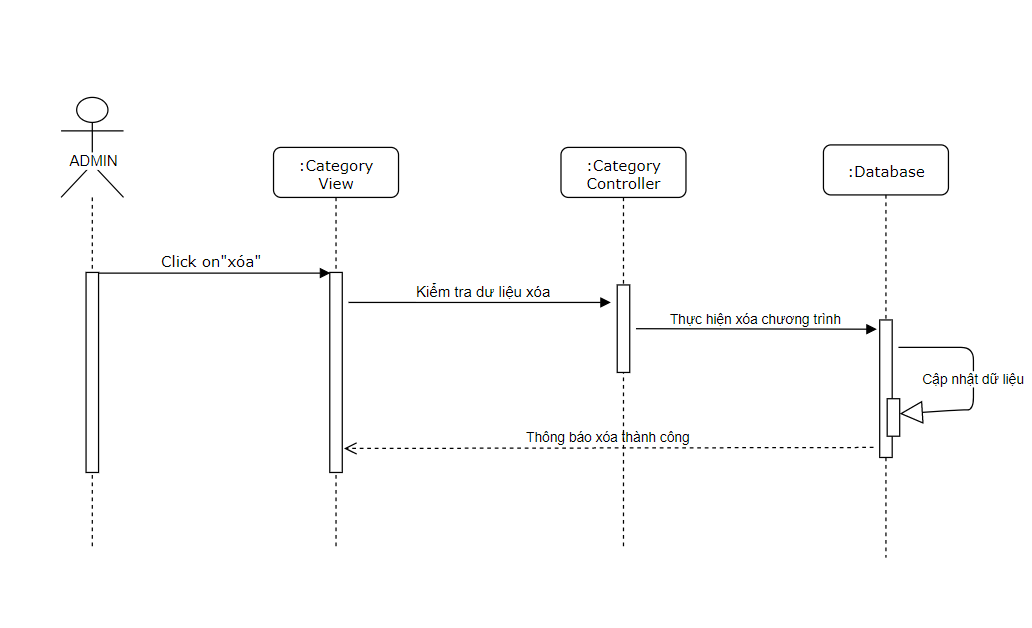 ADMIN
:Category
View
:Category
Controller
:Database
Click on"xóa"
Kiểm tra dư liệu xóa
Thực hiện xóa chương trình
Cập nhật dữ liệu
Thông báo xóa thành công